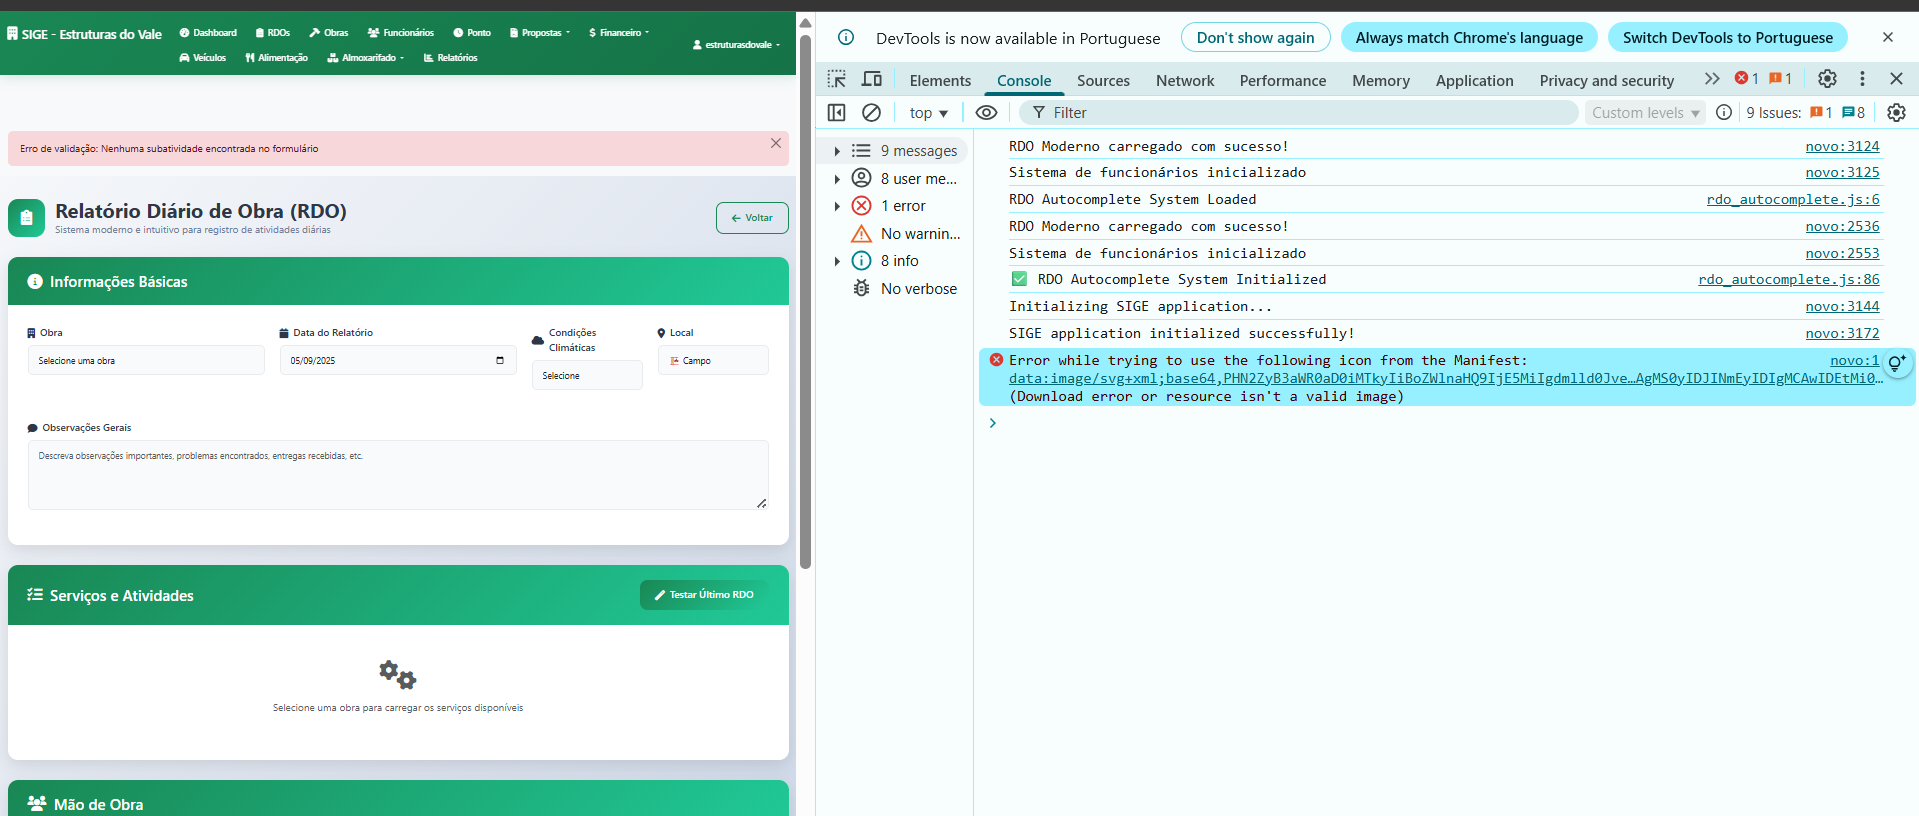 SIGE - Estruturas do Vale
Dashboard RDOs Obras Funcionários Ponto Propostas Financeiro
Veículos Alimentação Almoxarifado Relatórios
estruturasdovale
Erro de validação: Nenhuma subatividade encontrada no formulário
Relatório Diário de Obra (RDO)
Sistema moderno e intuitivo para registro de atividades diárias
Voltar
Informações Básicas
Obra
Selecione uma obra
Data do Relatório
05/09/2025
Condições
Climáticas
Selecione
Local
Campo
Observações Gerais
Descreva observações importantes, problemas encontrados, entregas recebidas, etc.
Serviços e Atividades
Testar Último RDO
Selecione uma obra para carregar os serviços disponíveis
Mão de Obra
DevTools is now available in Portuguese
Don't show again
Always match Chrome's language
Switch DevTools to Portuguese
Elements Console Sources Network Performance Memory Application Privacy and security
1 1
top Filter Custom levels 9 Issues: 1 8
9 messages
8 user me...
1 error
No warnin...
8 info
No verbose
RDO Moderno carregado com sucesso! novo:3124
Sistema de funcionários inicializado novo:3125
RDO Autocomplete System Loaded rdo_autocomplete.js:6
RDO Moderno carregado com sucesso! novo:2536
Sistema de funcionários inicializado novo:2553
✅ RDO Autocomplete System Initialized rdo_autocomplete.js:86
Initializing SIGE application... novo:3144
SIGE application initialized successfully! novo:3172
Error while trying to use the following icon from the Manifest: novo:1
data:image/svg+xml;base64,PHN2ZyB3aWR0aD0iMTkyIiBoZWlnaHQ9IjE5MiIgdmlld0Jve…AgMS0yIDJINmEyIDIgMCAwIDEtMi0…
(Download error or resource isn't a valid image)